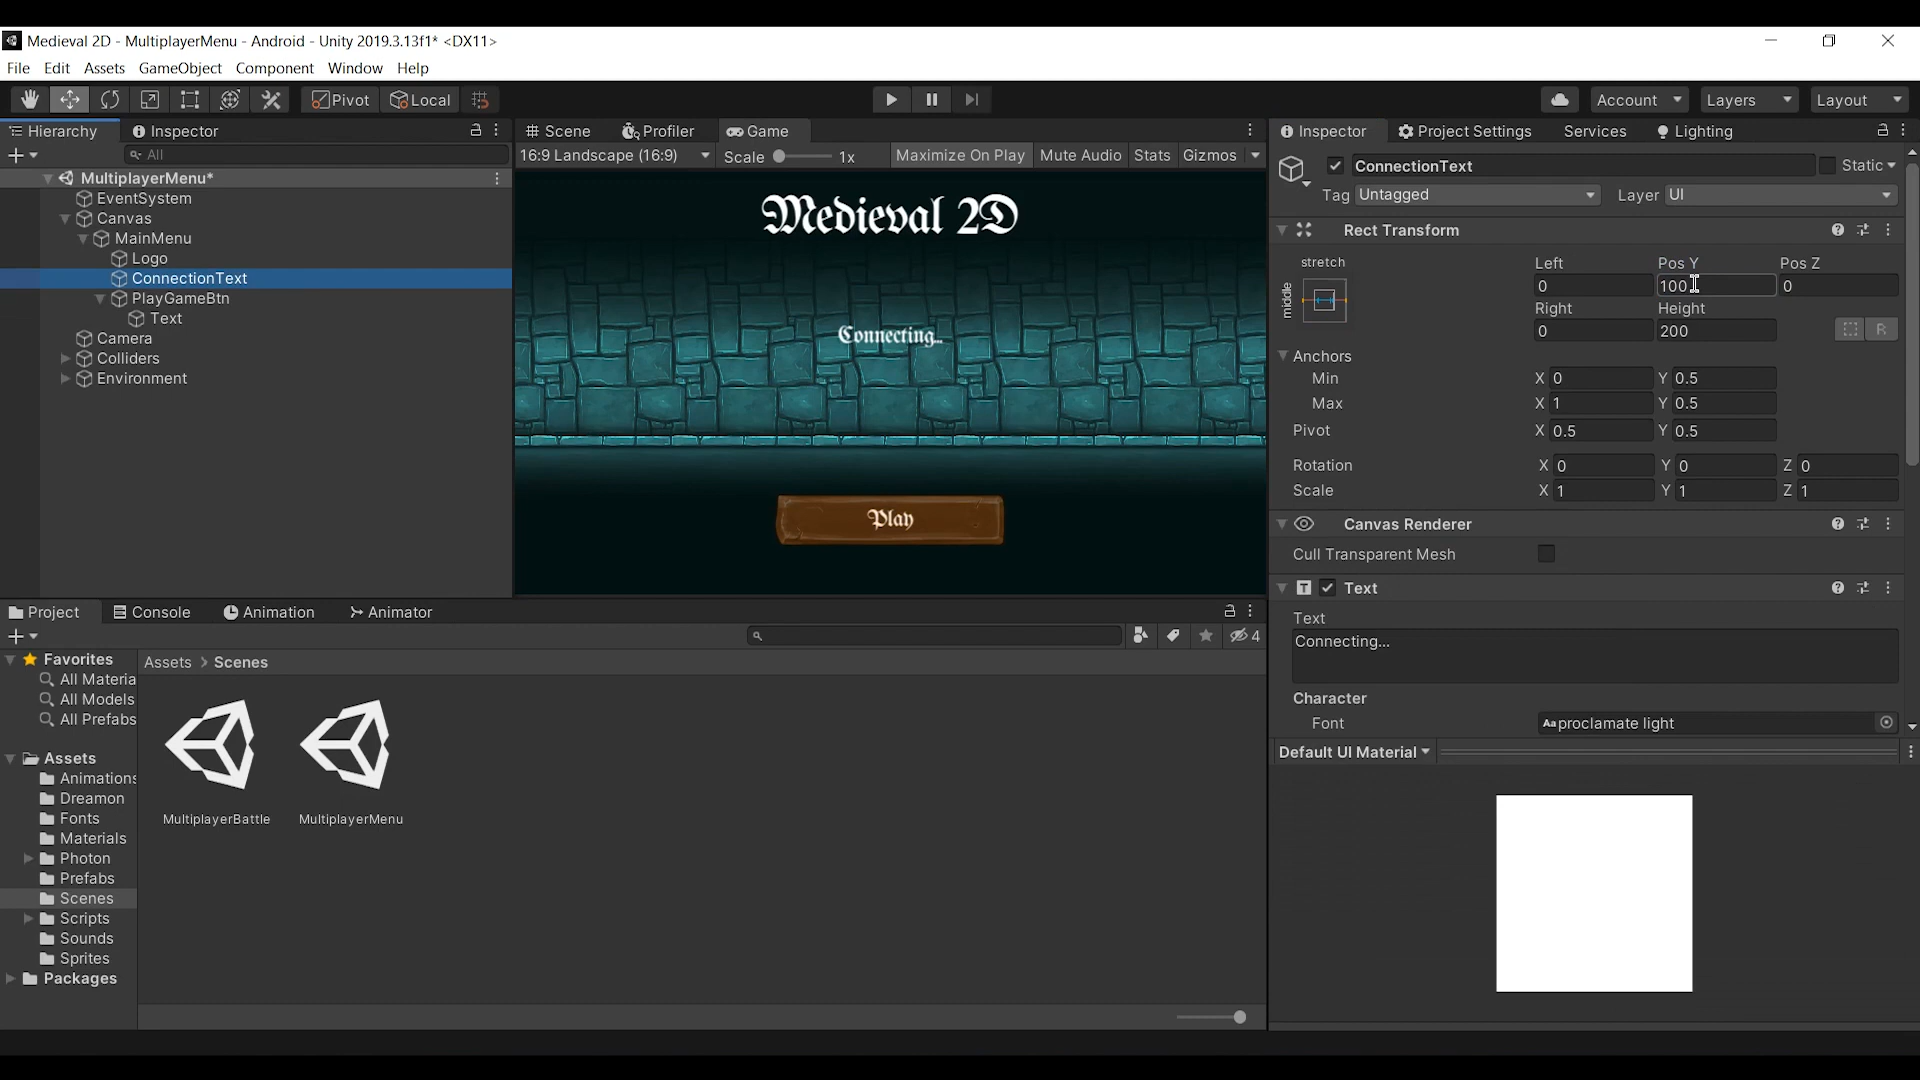 Medieval 2D - MultiplayerMenu - Android - Unity 2019.3.13f1* <DX11>
File Edit Assets GameObject Component Window Help
Pivot Local Account Layers Layout
Hierarchy Inspector
All
MultiplayerMenu*
EventSystem
Canvas
MainMenu
Logo
ConnectionText
PlayGameBtn
Text
Camera
Colliders
Environment
Scene Profiler Game
16:9 Landscape (16:9) Scale 1x Maximize On Play Mute Audio Stats Gizmos
Medieval 2D
Connecting...
Play
Inspector Project Settings Services Lighting
ConnectionText Static
Tag Untagged Layer UI
Rect Transform
stretch
middle
Left Pos Y Pos Z
0 100 0
Right Height
0 200 R
Anchors
Min X 0 Y 0.5
Max X 1 Y 0.5
Pivot X 0.5 Y 0.5
Rotation X 0 Y 0 Z 0
Scale X 1 Y 1 Z 1
Canvas Renderer
Cull Transparent Mesh
T Text
Text
Connecting...
Character
Font Aa proclamate light
Default UI Material
Project Console Animation Animator
4
Favorites
All Materia
All Models
All Prefabs
Assets
Animations
Dreamon
Fonts
Materials
Photon
Prefabs
Scenes
Scripts
Sounds
Sprites
Packages
Assets > Scenes
MultiplayerBattle MultiplayerMenu